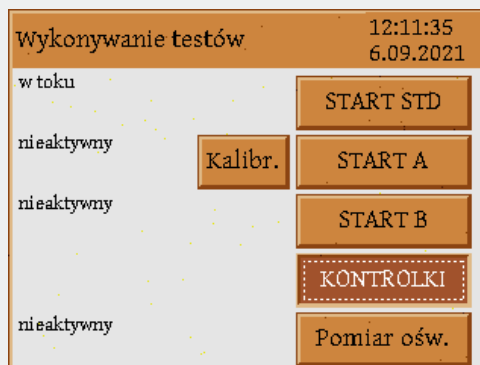 Wykonywanie testów
12:11:35
6.09.2021
w toku
START STD
nieaktywny
Kalibr.
START A
nieaktywny
START B
KONTROLKI
nieaktywny
Pomiar ośw.